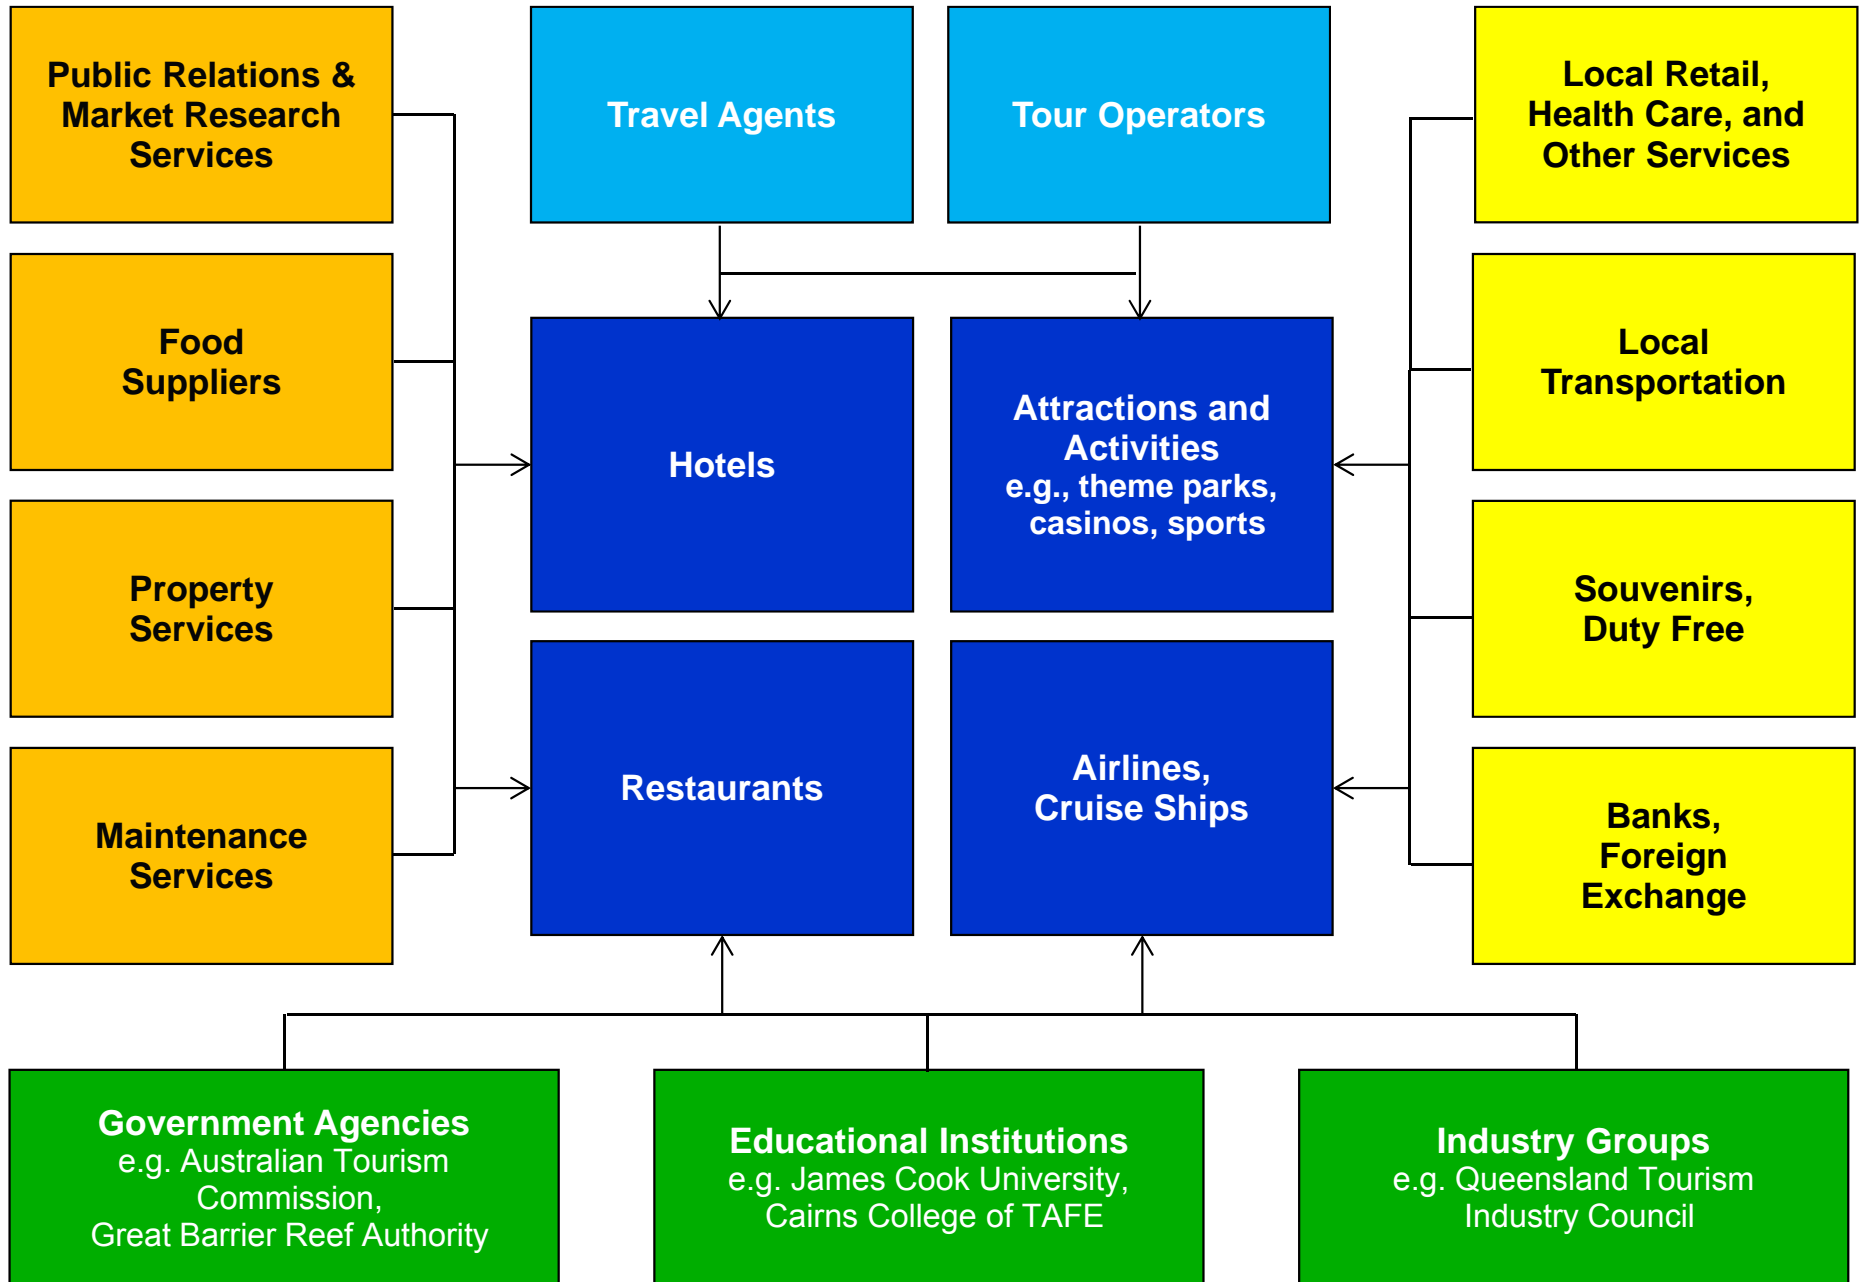 Public Relations &
Market Research
Services
Travel Agents
Tour Operators
Local Retail,
Health Care, and
Other Services
Food
Suppliers
Hotels
Attractions and
Activities
e.g., theme parks,
casinos, sports
Local
Transportation
Property
Services
Souvenirs,
Duty Free
Maintenance
Services
Restaurants
Airlines,
Cruise Ships
Banks,
Foreign
Exchange
Government Agencies
e.g. Australian Tourism
Commission,
Great Barrier Reef Authority
Educational Institutions
e.g. James Cook University,
Cairns College of TAFE
Industry Groups
e.g. Queensland Tourism
Industry Council